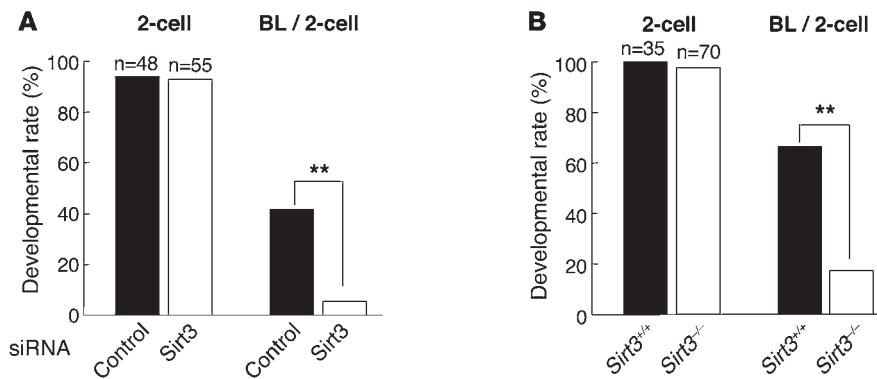 A
2-cell
BL / 2-cell
Developmental rate (%)
100
80
60
40
20
0
n=48
n=55
**
siRNA
Control
Sirt3
Control
Sirt3
B
2-cell
BL / 2-cell
Developmental rate (%)
100
80
60
40
20
0
n=35
n=70
**
Sirt3+/+
Sirt3–/–
Sirt3+/+
Sirt3–/–